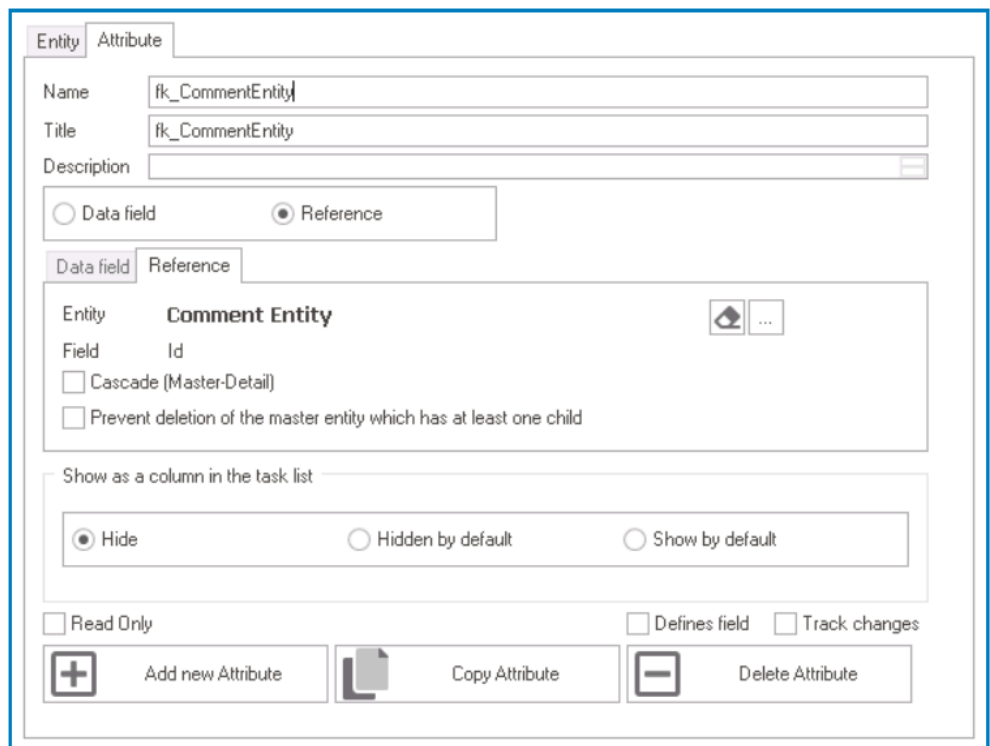 Entity Attribute
Name fk_CommentEntity
Title fk_CommentEntity
Description
Data field Reference
Data field Reference
Entity Comment Entity ...
Field Id
Cascade (Master-Detail)
Prevent deletion of the master entity which has at least one child
Show as a column in the task list
Hide Hidden by default Show by default
Read Only Defines field Track changes
Add new Attribute Copy Attribute Delete Attribute